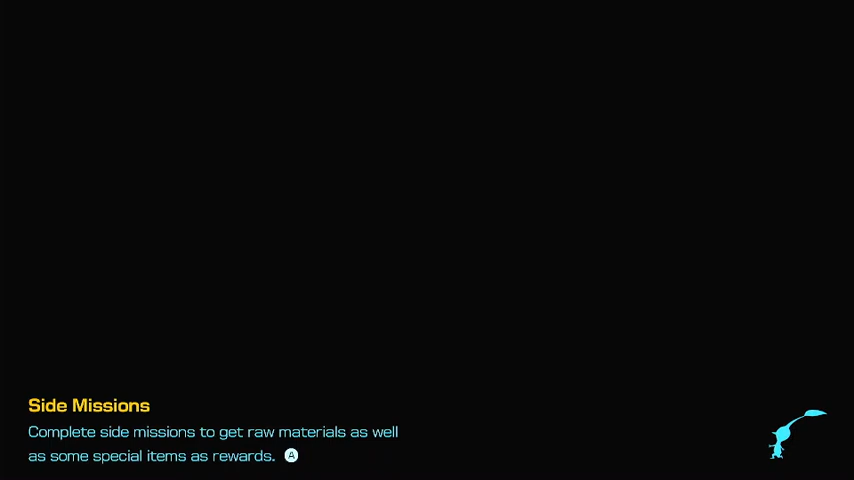 Side Missions
Complete side missions to get raw materials as well
as some special items as rewards. A